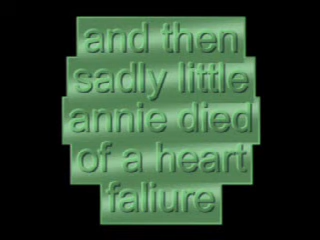 and then
sadly little
annie died
of a heart
faliure